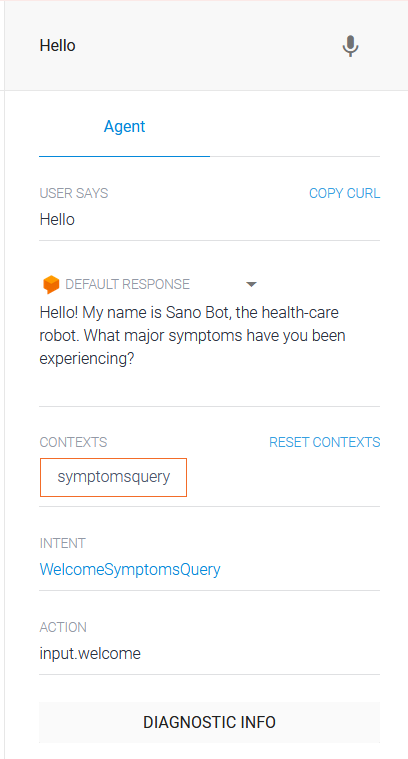 Hello
Agent
USER SAYS COPY CURL
Hello
DEFAULT RESPONSE
Hello! My name is Sano Bot, the health-care
robot. What major symptoms have you been
experiencing?
CONTEXTS RESET CONTEXTS
symptomsquery
INTENT
WelcomeSymptomsQuery
ACTION
input.welcome
DIAGNOSTIC INFO